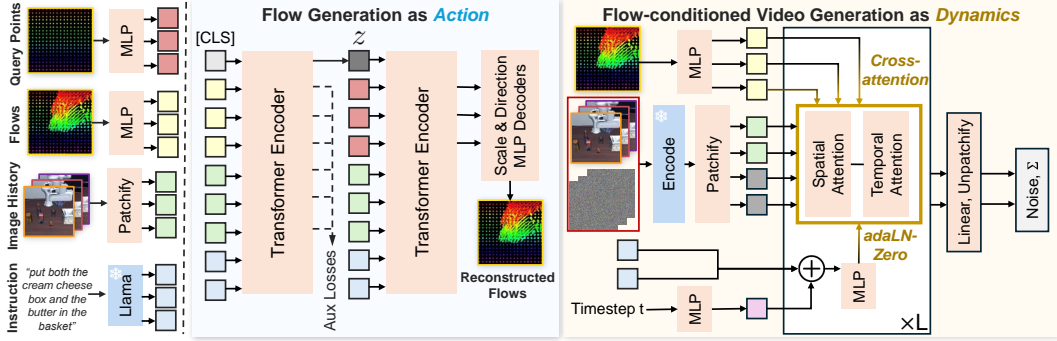 Query Points
MLP
Flows
MLP
Image History
Patchify
Instruction
"put both the
cream cheese
box and the
butter in the
basket"
Llama
Flow Generation as Action
[CLS]
Transformer Encoder
Aux Losses
z
Transformer Encoder
Scale & Direction
MLP Decoders
Reconstructed
Flows
Flow-conditioned Video Generation as Dynamics
MLP
Cross-
attention
Encode
Patchify
Spatial
Attention
Temporal
Attention
adaLN-
Zero
MLP
Timestep t
MLP
×L
Linear, Unpatchify
Noise, Σ